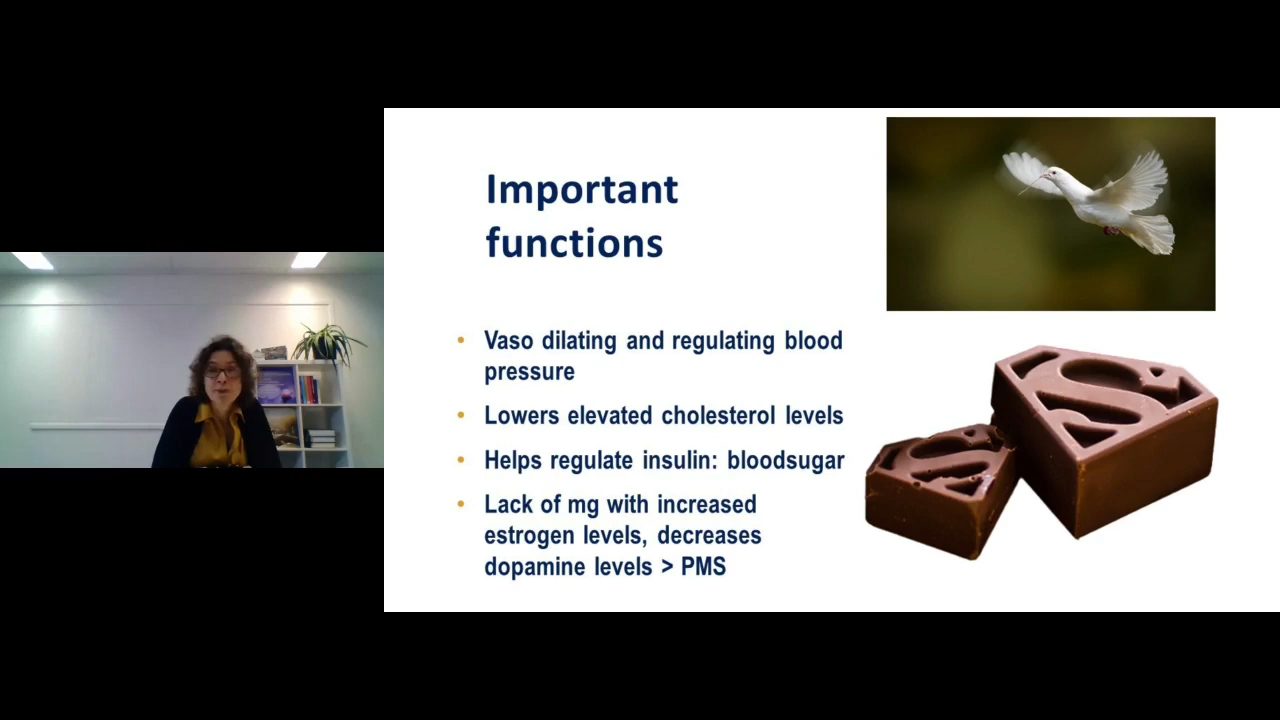 Important
functions
• Vaso dilating and regulating blood
pressure
• Lowers elevated cholesterol levels
• Helps regulate insulin: bloodsugar
• Lack of mg with increased
estrogen levels, decreases
dopamine levels > PMS